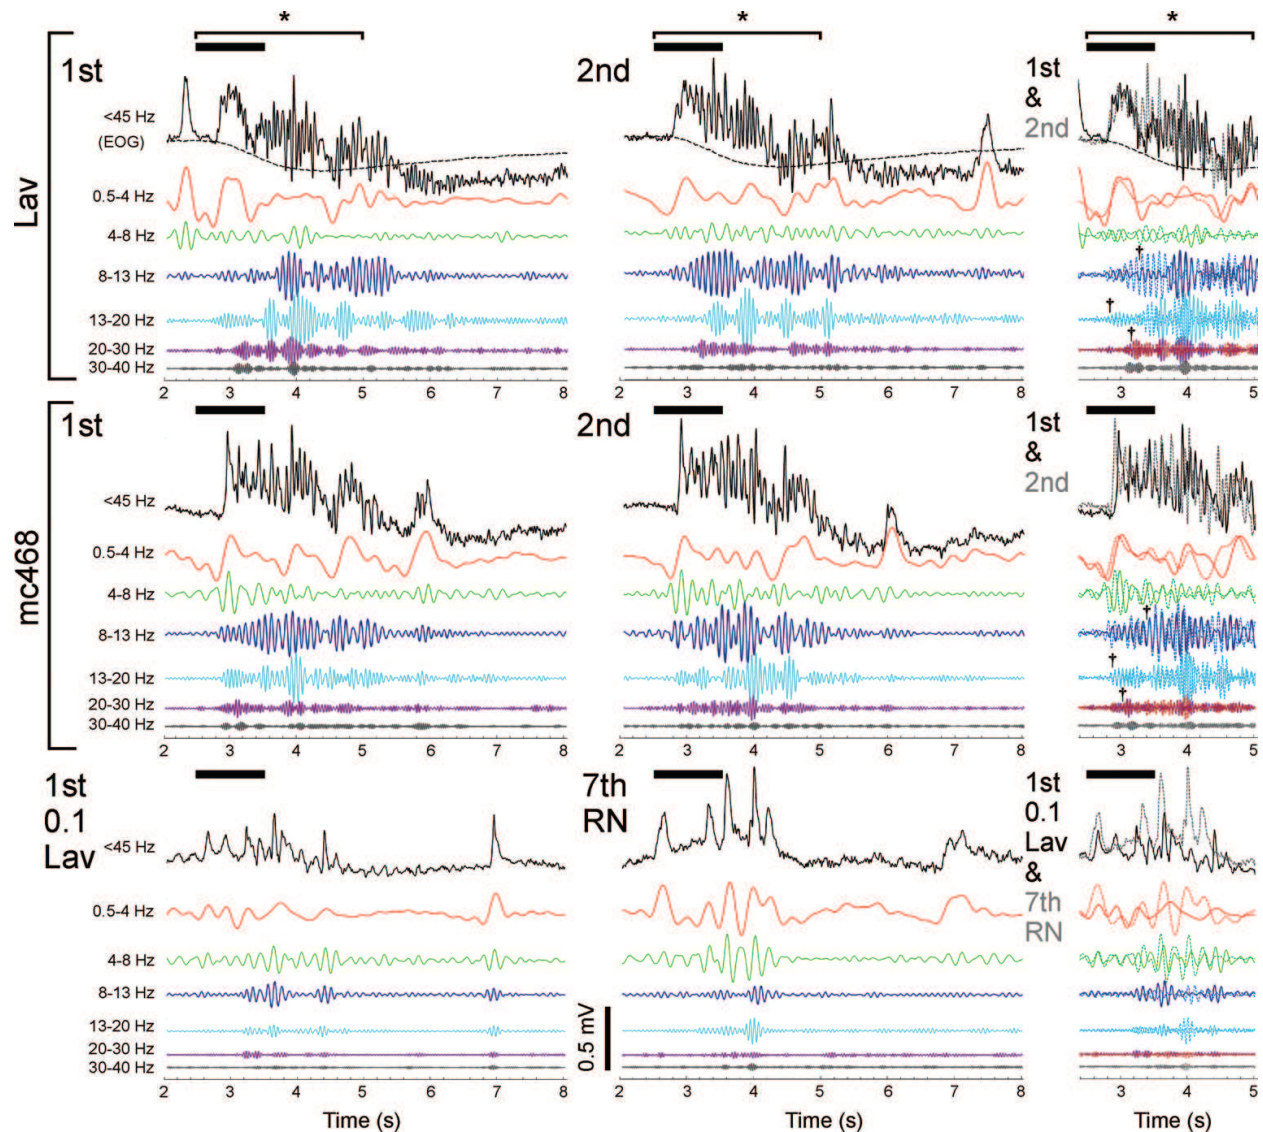 * * *
Lav
1st
2nd
1st
&
2nd
<45 Hz
(EOG)
0.5-4 Hz
4-8 Hz
8-13 Hz
13-20 Hz
20-30 Hz
30-40 Hz
†
†
†
2 3 4 5 6 7 8
2 3 4 5 6 7 8
3 4 5
mc468
1st
2nd
1st
&
2nd
<45 Hz
0.5-4 Hz
4-8 Hz
8-13 Hz
13-20 Hz
20-30 Hz
30-40 Hz
†
†
†
2 3 4 5 6 7 8
2 3 4 5 6 7 8
3 4 5
1st
0.1
Lav
7th
RN
1st
0.1
Lav
&
7th
RN
<45 Hz
0.5-4 Hz
4-8 Hz
8-13 Hz
13-20 Hz
20-30 Hz
30-40 Hz
0.5 mV
2 3 4 5 6 7 8
2 3 4 5 6 7 8
3 4 5
Time (s)
Time (s)
Time (s)